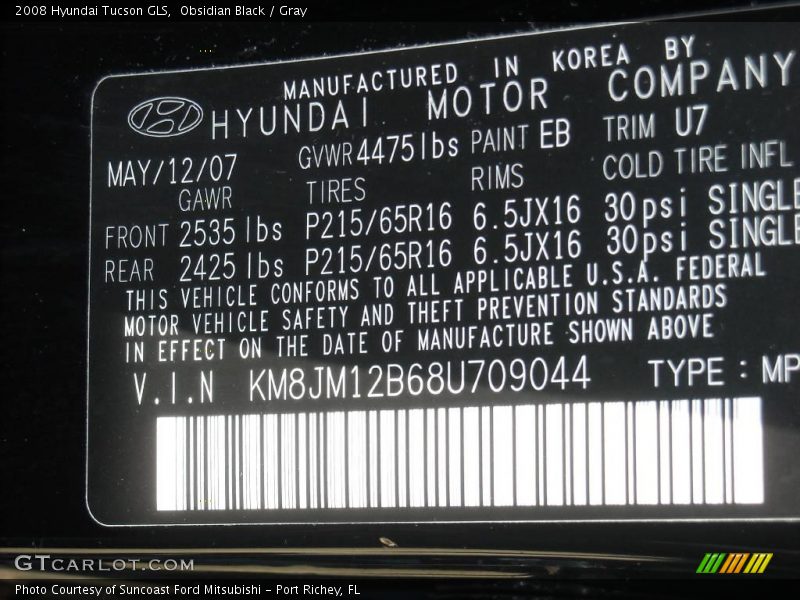 2008 Hyundai Tucson GLS,  Obsidian Black / Gray
MANUFACTURED IN KOREA BY
HYUNDAI MOTOR COMPANY
MAY/12/07 GVWR 4475lbs PAINT EB TRIM U7
GAWR TIRES RIMS COLD TIRE INFL
FRONT 2535 lbs P215/65R16 6.5JX16 30psi SINGLE
REAR 2425 lbs P215/65R16 6.5JX16 30psi SINGLE
THIS VEHICLE CONFORMS TO ALL APPLICABLE U.S.A. FEDERAL
MOTOR VEHICLE SAFETY AND THEFT PREVENTION STANDARDS
IN EFFECT ON THE DATE OF MANUFACTURE SHOWN ABOVE
V.I.N KM8JM12B68U709044 TYPE : MP
GTCARLOT.COM
Photo Courtesy of Suncoast Ford Mitsubishi - Port Richey, FL